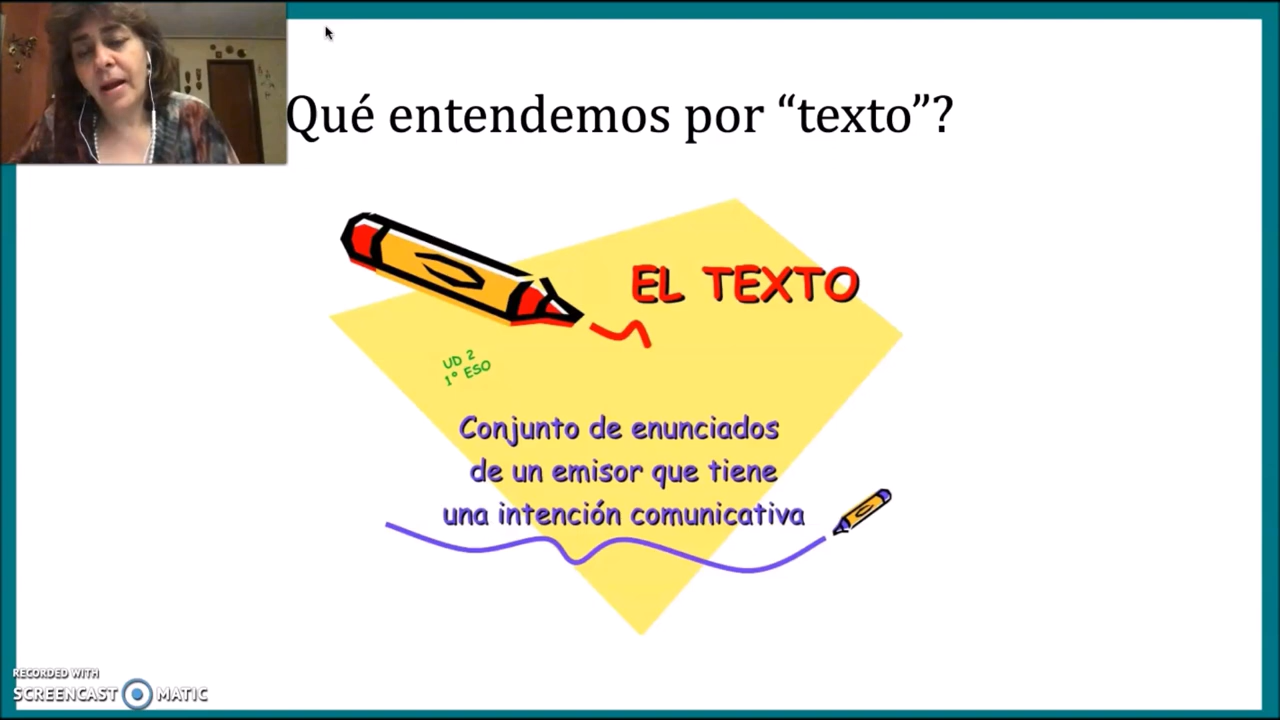 Qué entendemos por “texto”?
EL TEXTO
UD 2
1º ESO
Conjunto de enunciados
de un emisor que tiene
una intención comunicativa
RECORDED WITH
SCREENCAST MATIC